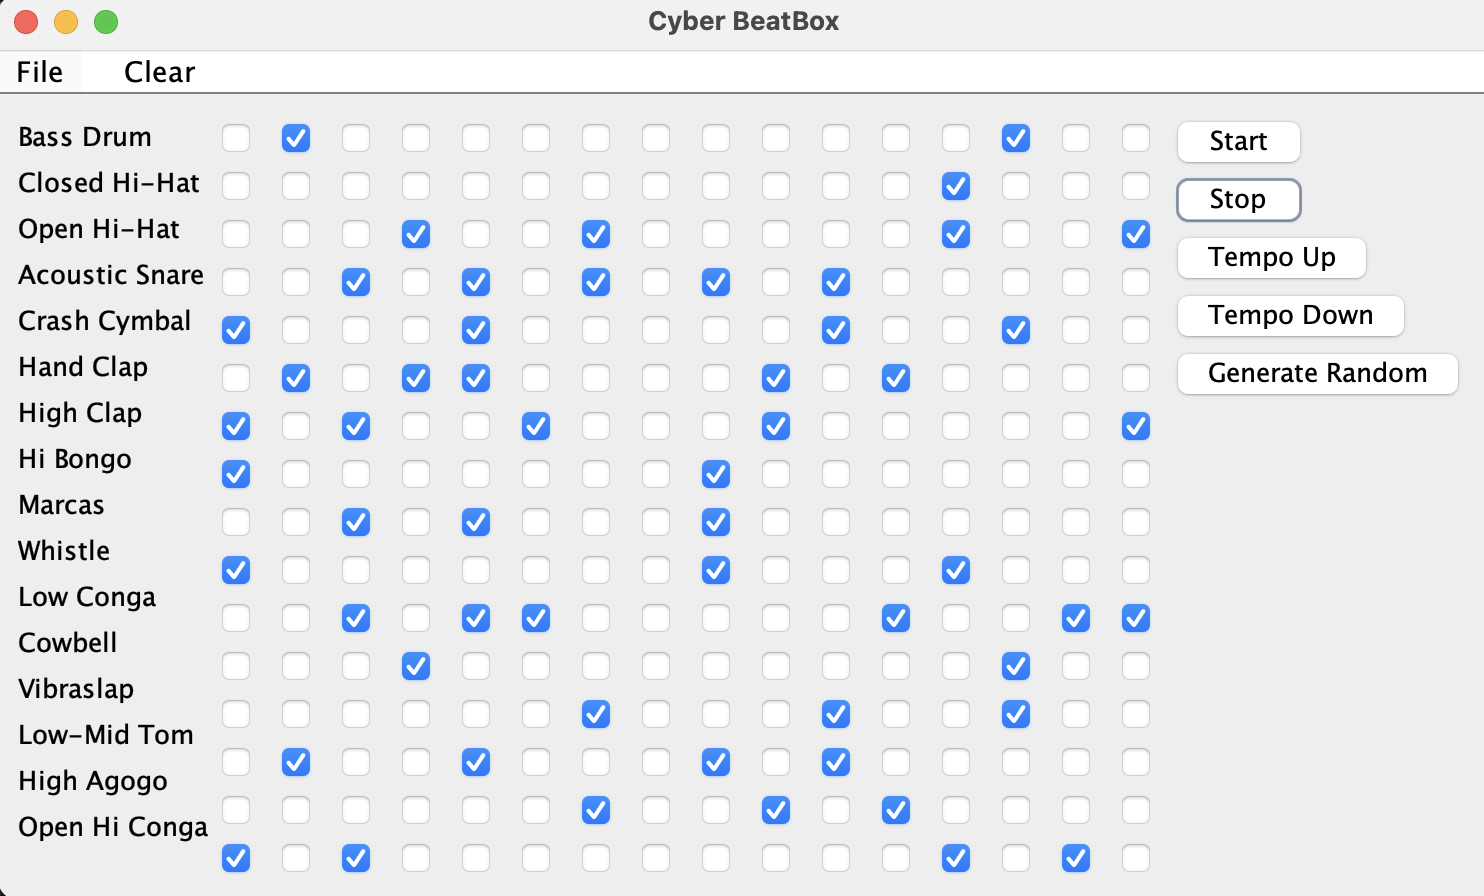 Cyber BeatBox
File Clear
Bass Drum
Closed Hi-Hat
Open Hi-Hat
Acoustic Snare
Crash Cymbal
Hand Clap
High Clap
Hi Bongo
Marcas
Whistle
Low Conga
Cowbell
Vibraslap
Low-Mid Tom
High Agogo
Open Hi Conga
Start
Stop
Tempo Up
Tempo Down
Generate Random